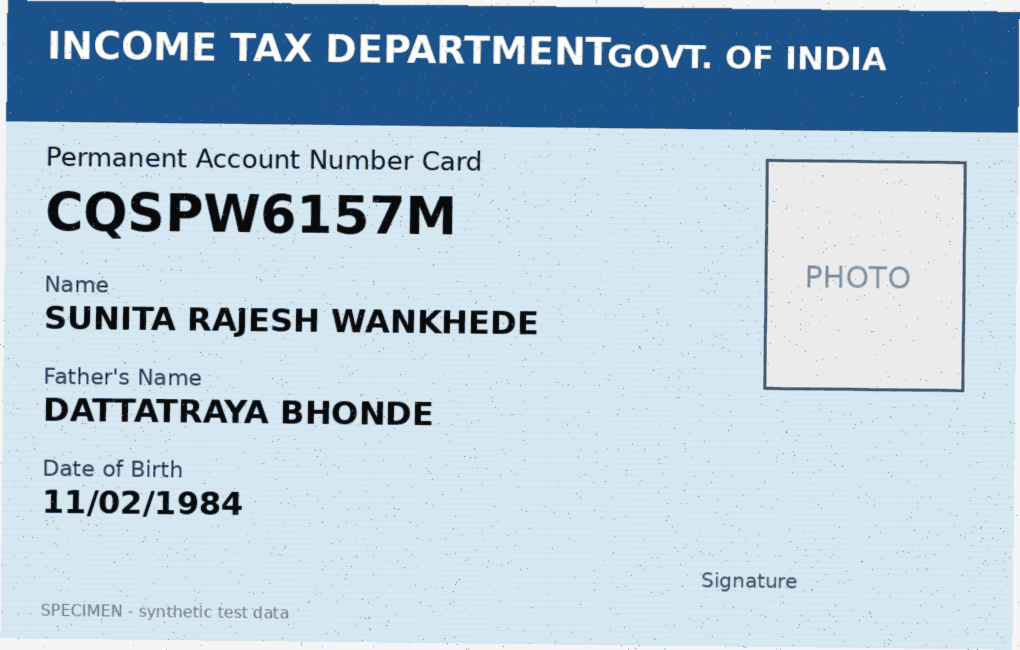 INCOME TAX DEPARTMENT GOVT. OF INDIA
Permanent Account Number Card
CQSPW6157M
Name
SUNITA RAJESH WANKHEDE
PHOTO
Father's Name
DATTATRAYA BHONDE
Date of Birth
11/02/1984
Signature
SPECIMEN - synthetic test data